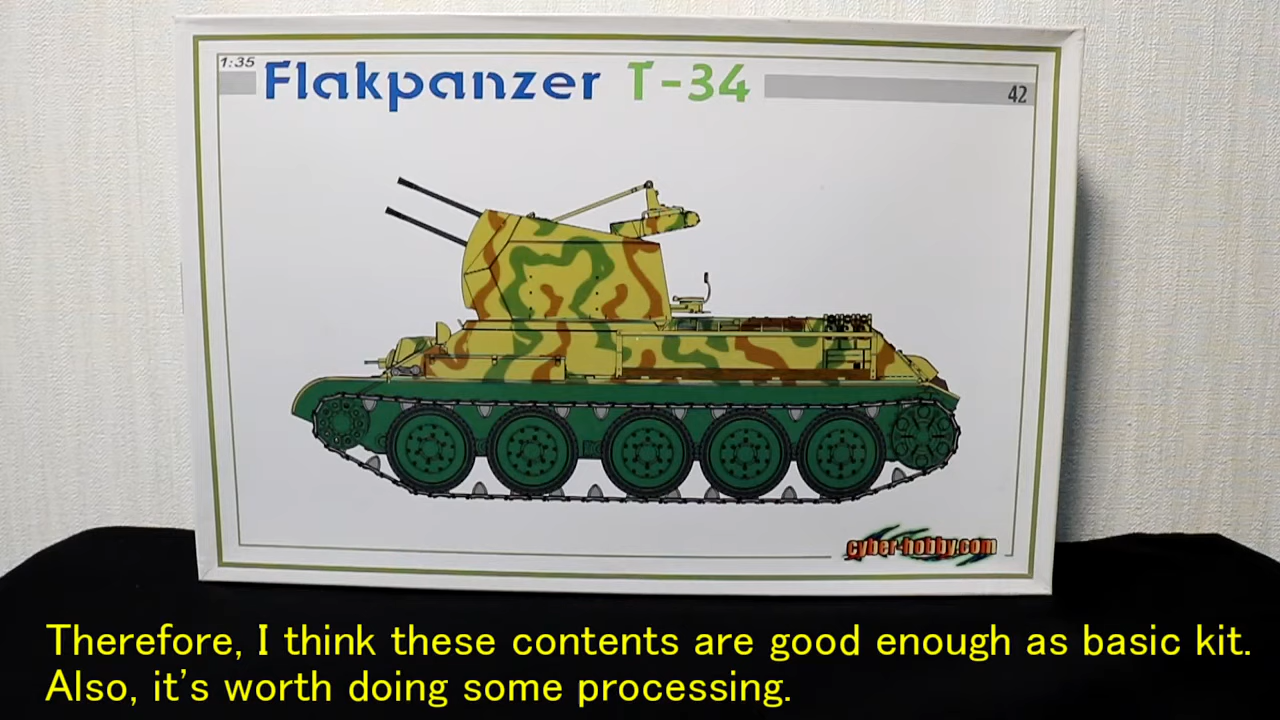 1:35
Flakpanzer T-34
42
cyber-hobby.com
Therefore, I think these contents are good enough as basic kit.
Also, it's worth doing some processing.